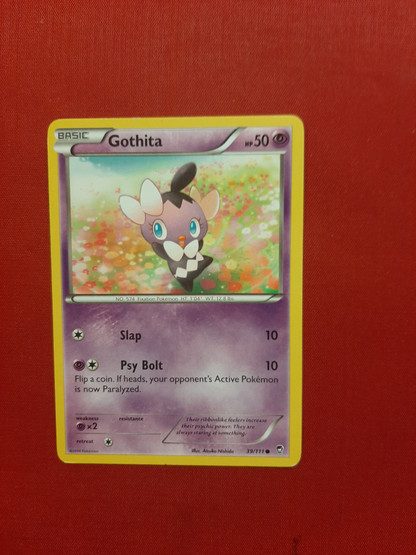 BASIC Gothita HP 50
NO. 574 Fixation Pokémon HT: 1'04" WT: 12.8 lbs.
Slap 10
Psy Bolt 10
Flip a coin. If heads, your opponent's Active Pokémon
is now Paralyzed.
weakness resistance
×2
retreat
Their ribbonlike feelers increase
their psychic power. They are
always staring at something.
Illus. Atsuko Nishida 39/111